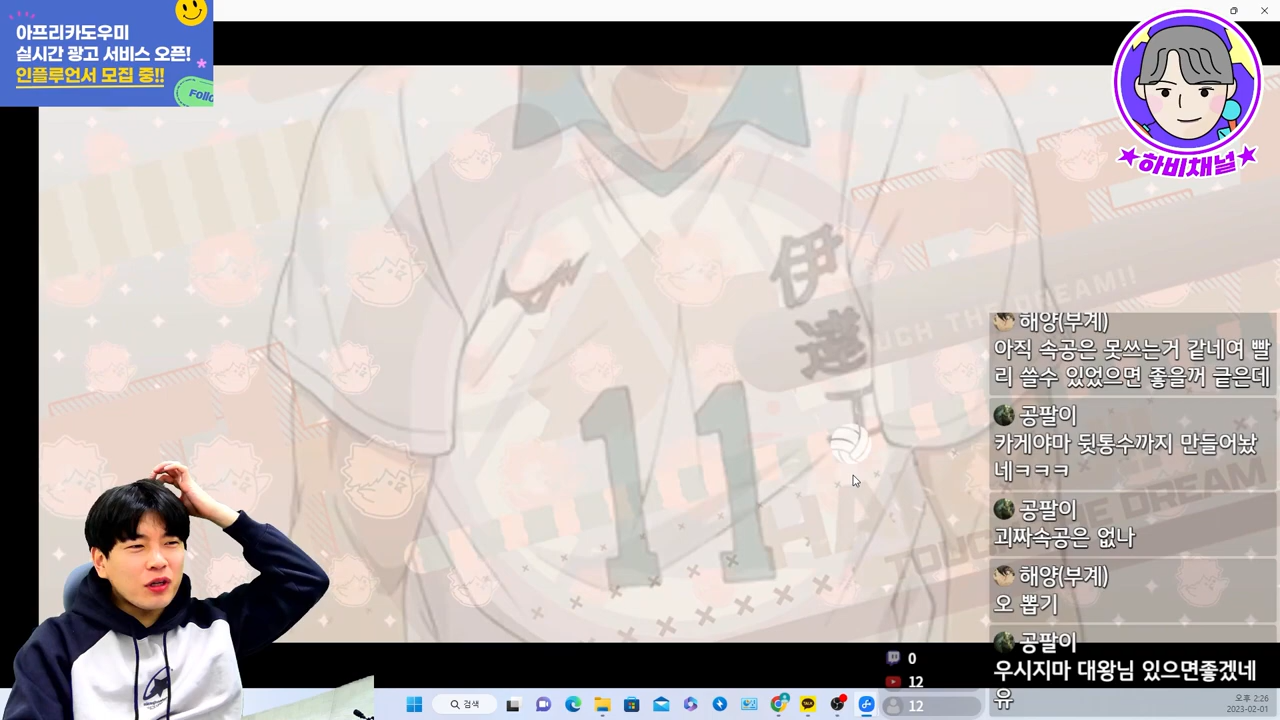 아프리카도우미
실시간 광고 서비스 오픈!
인플루언서 모집 중!!
Follo
★하비채널★
伊達工
11
UGH THE DREAM!!
TOUCH THE DREAM
해양(부계)
아직 속공은 못쓰는거 같네여 빨
리 쓸수 있었으면 좋을꺼 긑은데
공팔이
카게야마 뒷통수까지 만들어놨
네ㅋㅋㅋ
공팔이
괴짜속공은 없나
해양(부계)
오 뽑기
공팔이
우시지마 대왕님 있으면좋겠네
유
0
12
12
검색
TALK
오후 2:26
2023-02-01